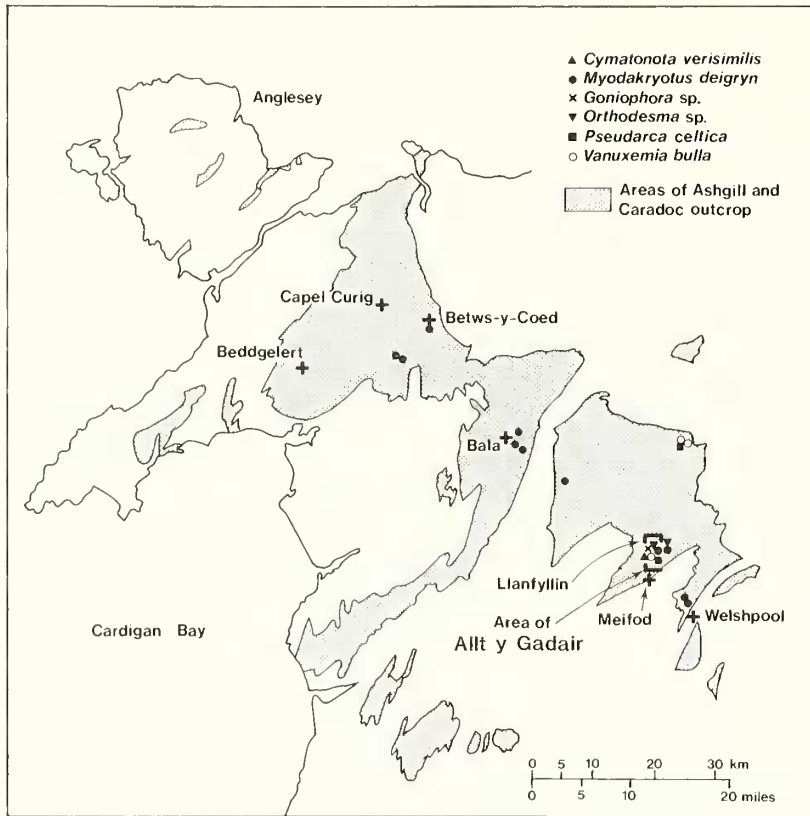 Anglesey
Cymatonota verisimilis
Myodakryotus deigryn
Goniophora sp.
Orthodesma sp.
Pseudarca celtica
Vanuxemia bulla
Areas of Ashgill and
Caradoc outcrop
Capel Curig
Betws-y-Coed
Beddgelert
Bala
Llanfyllin
Area of
Allt y Gadair
Meifod
Welshpool
Cardigan Bay
0 5 10 20 30 km
0 5 10 20 miles